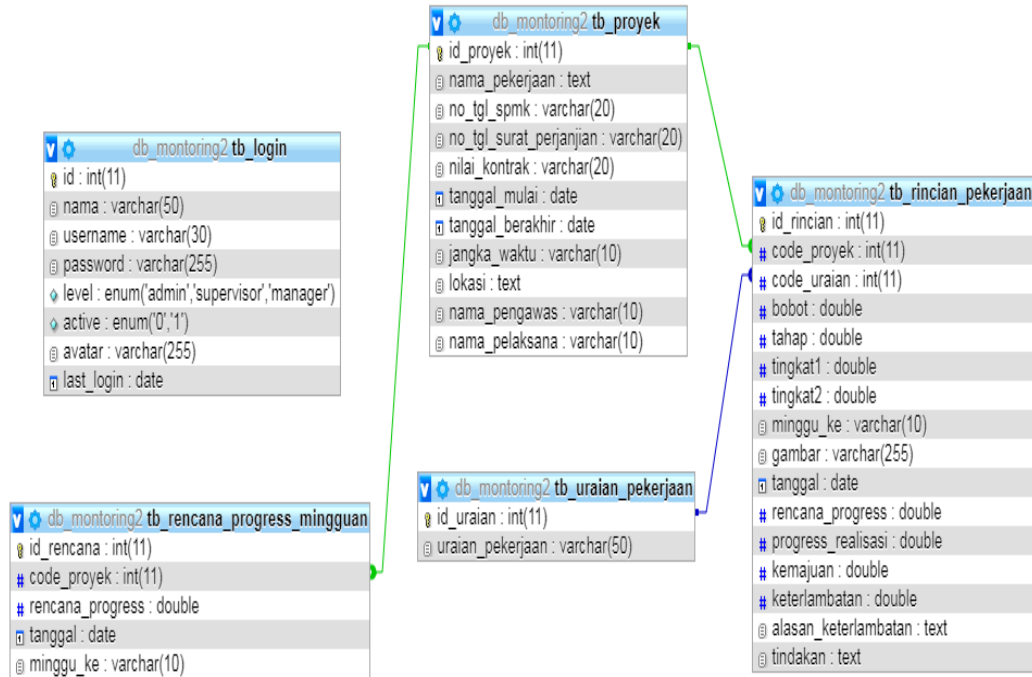 db_montoring2 tb_proyek
id_proyek : int(11)
nama_pekerjaan : text
no_tgl_spmk : varchar(20)
no_tgl_surat_perjanjian : varchar(20)
nilai_kontrak : varchar(20)
tanggal_mulai : date
tanggal_berakhir : date
jangka_waktu : varchar(10)
lokasi : text
nama_pengawas : varchar(10)
nama_pelaksana : varchar(10)
db_montoring2 tb_login
id : int(11)
nama : varchar(50)
username : varchar(30)
password : varchar(255)
level : enum('admin','supervisor','manager')
active : enum('0','1')
avatar : varchar(255)
last_login : date
db_montoring2 tb_rincian_pekerjaan
id_rincian : int(11)
code_proyek : int(11)
code_uraian : int(11)
bobot : double
tahap : double
tingkat1 : double
tingkat2 : double
minggu_ke : varchar(10)
gambar : varchar(255)
tanggal : date
rencana_progress : double
progress_realisasi : double
kemajuan : double
keterlambatan : double
alasan_keterlambatan : text
tindakan : text
db_montoring2 tb_uraian_pekerjaan
id_uraian : int(11)
uraian_pekerjaan : varchar(50)
db_montoring2 tb_rencana_progress_mingguan
id_rencana : int(11)
code_proyek : int(11)
rencana_progress : double
tanggal : date
minggu_ke : varchar(10)